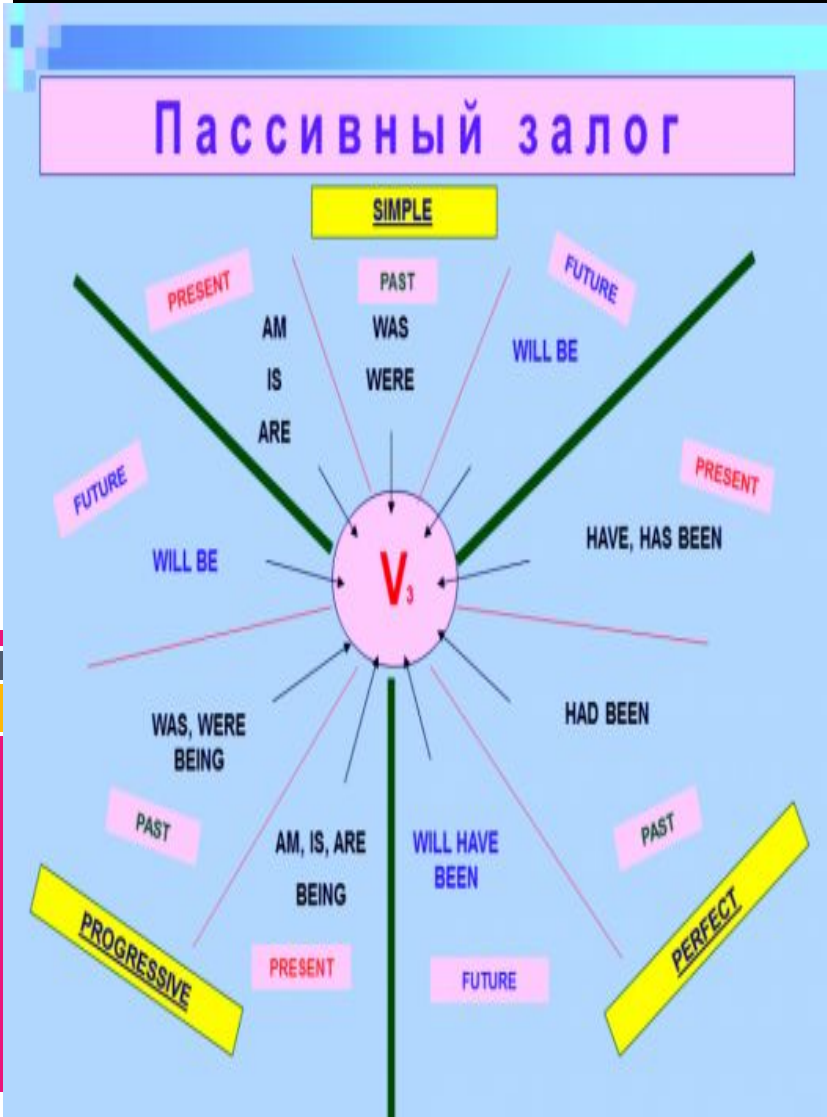 Пассивный залог
SIMPLE
PRESENT
AM
IS
ARE
PAST
WAS
WERE
FUTURE
WILL BE
PRESENT
HAVE, HAS BEEN
HAD BEEN
PAST
PERFECT
WILL HAVE
BEEN
FUTURE
AM, IS, ARE
BEING
PRESENT
PROGRESSIVE
WAS, WERE
BEING
PAST
FUTURE
WILL BE
V3